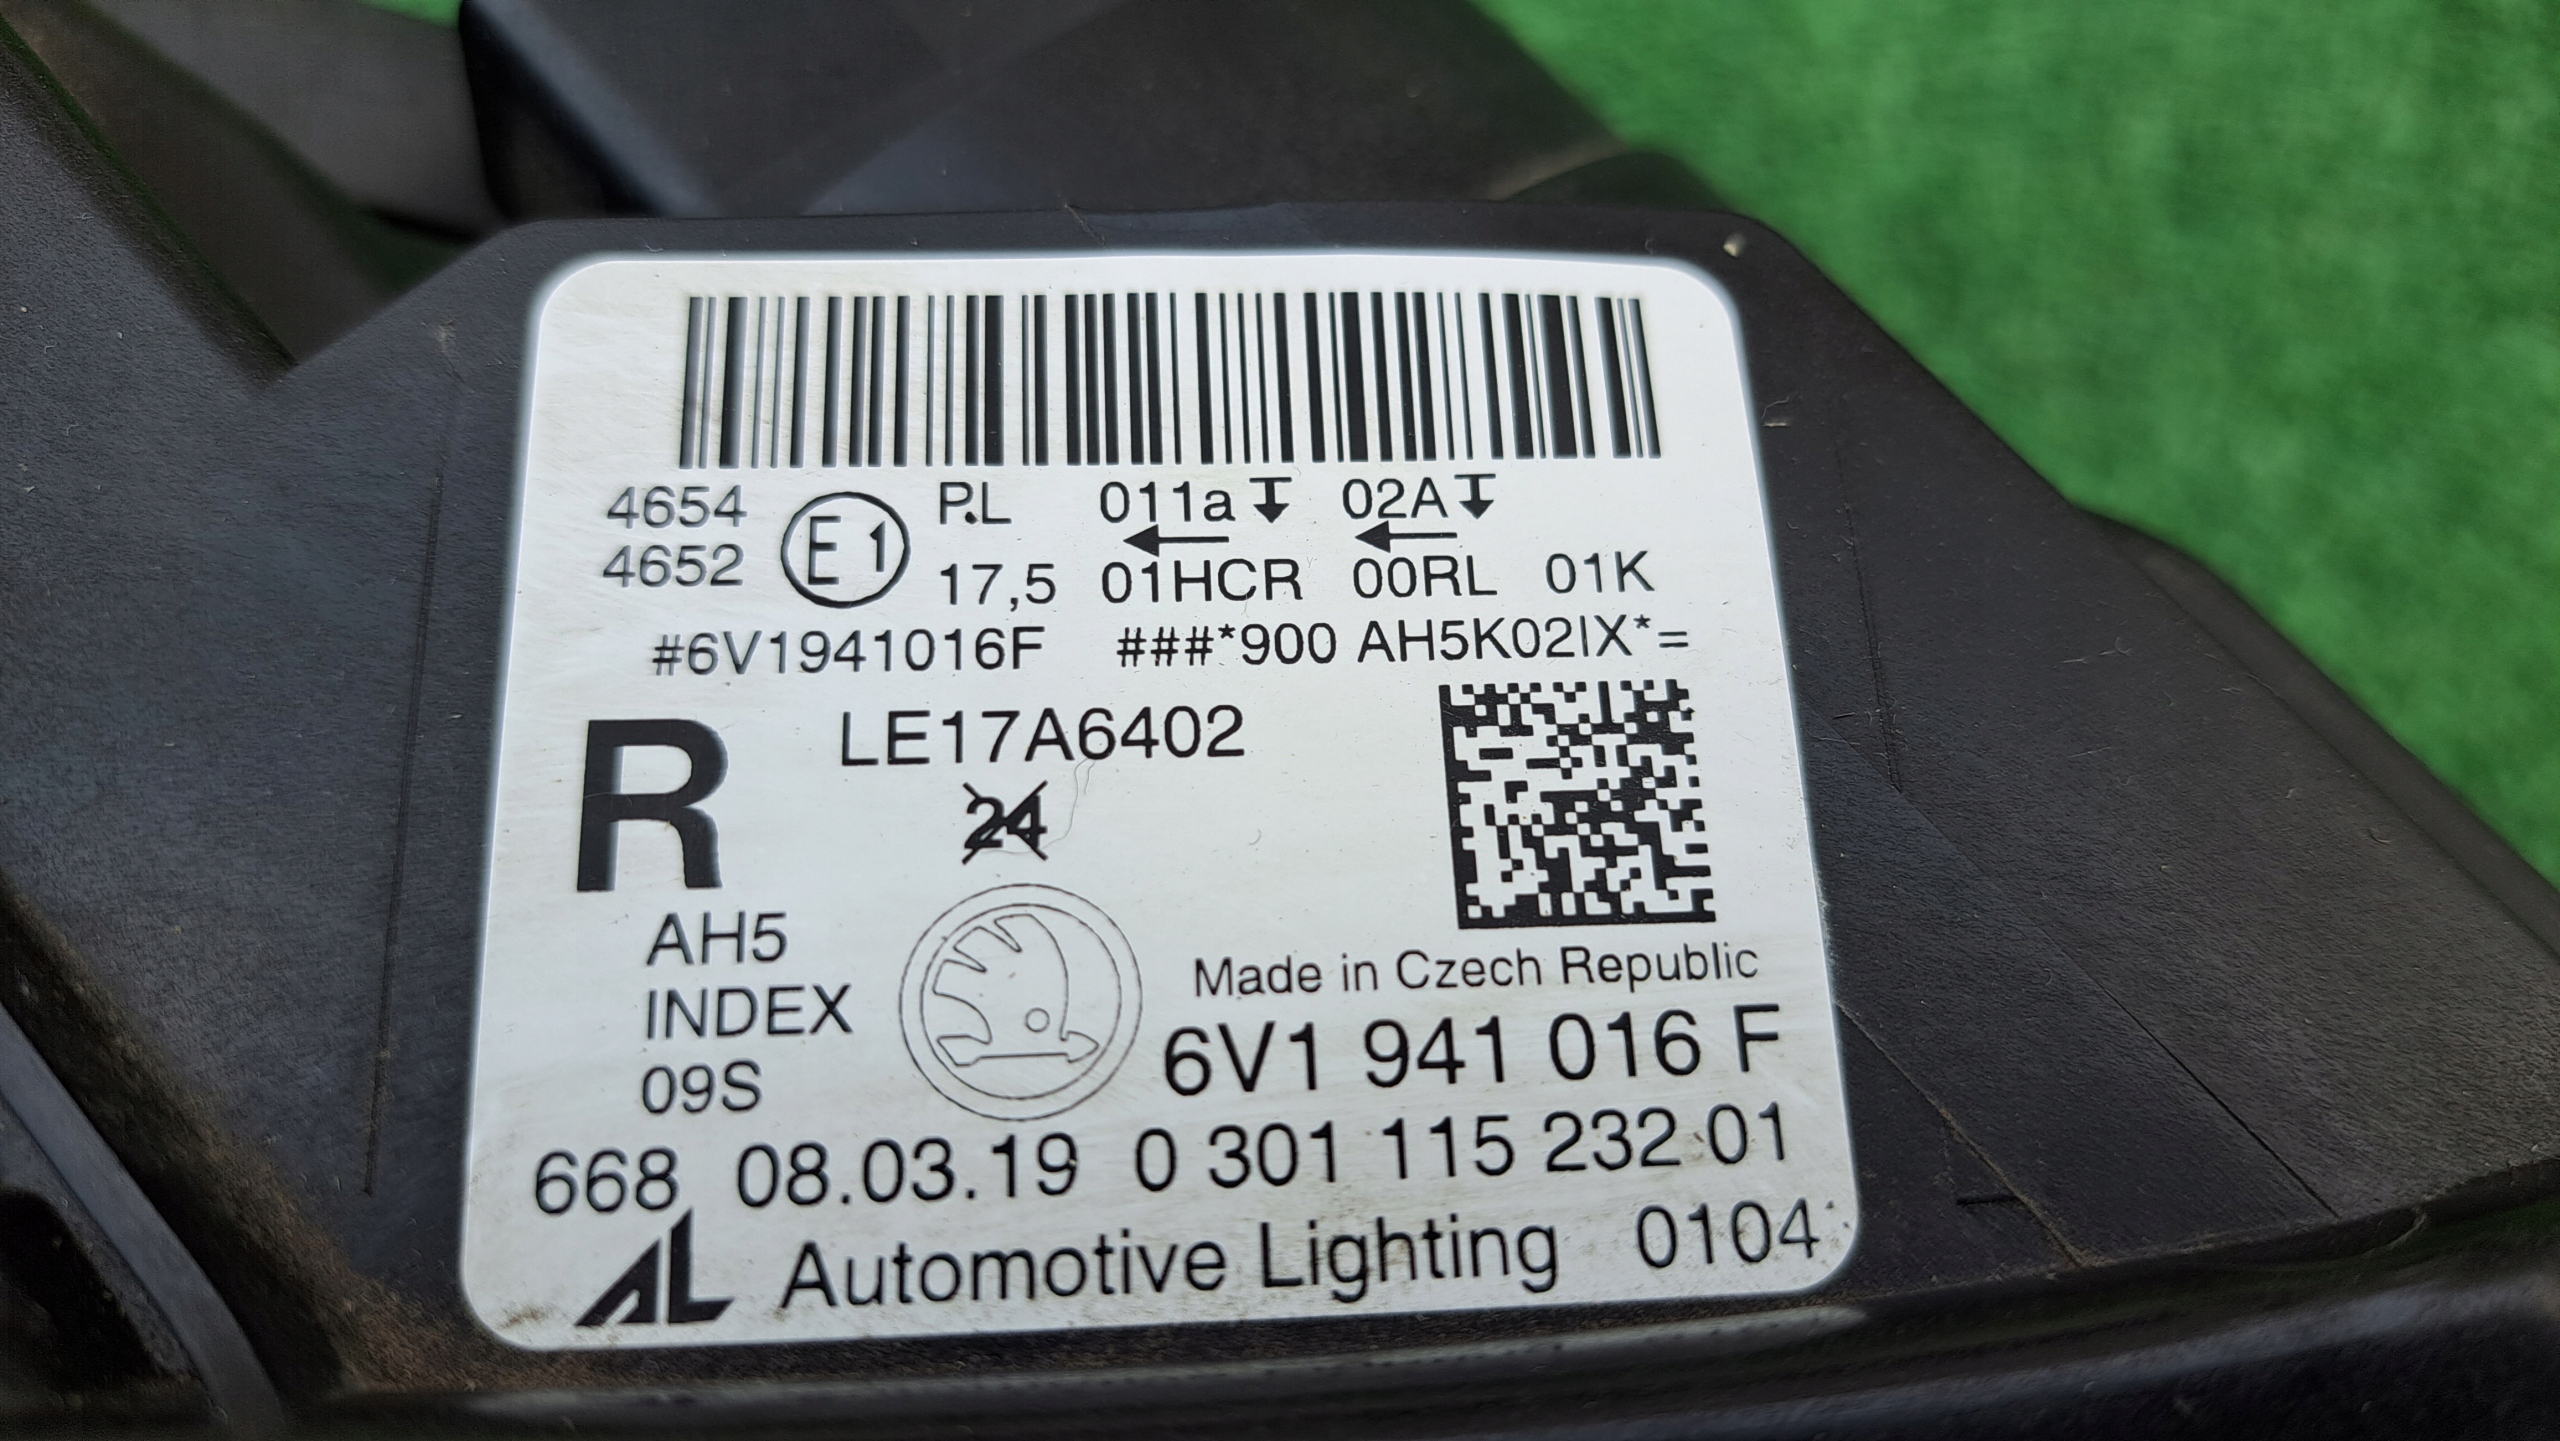 4654 E1 P.L 011a 02A
4652 17,5 01HCR 00RL 01K
#6V1941016F ###*900 AH5K02IX*=
R LE17A6402
24
AH5
INDEX
09S
Made in Czech Republic
6V1 941 016 F
668 08.03.19 0 301 115 232 01
AL Automotive Lighting 0104